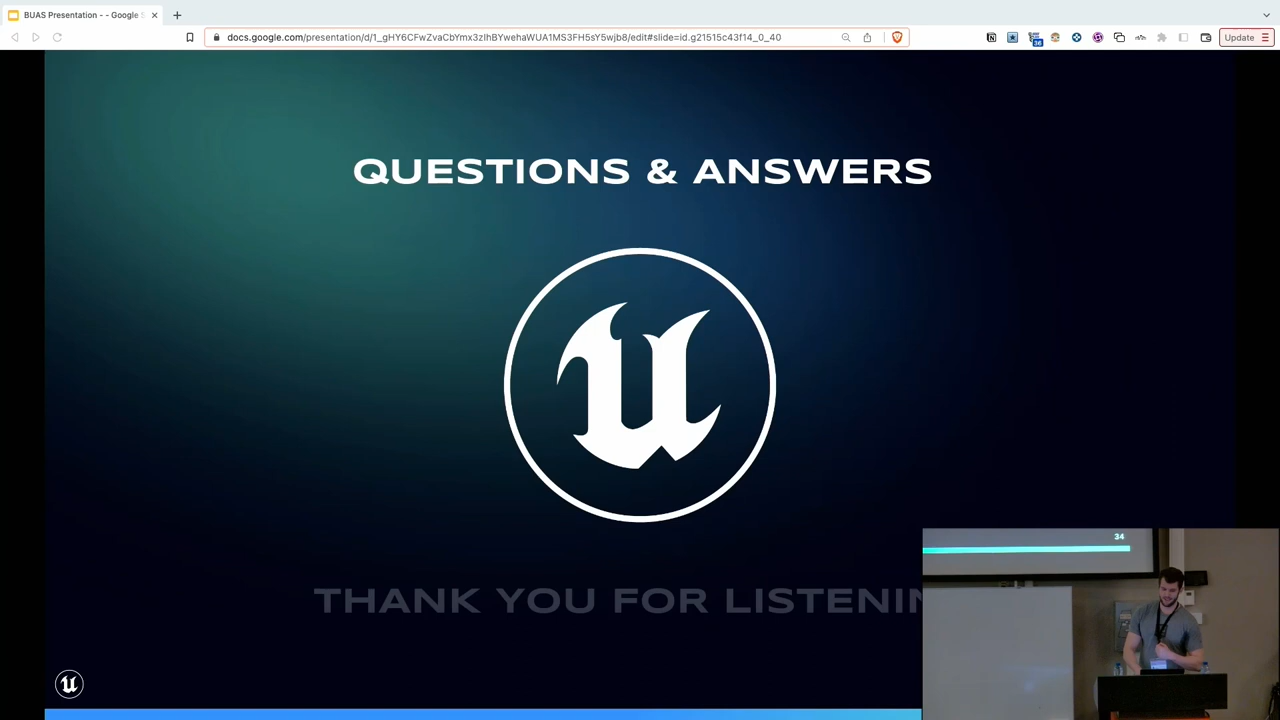 BUAS Presentation - - Google S
docs.google.com/presentation/d/1_gHY6CFwZvaCbYmx3zIhBYwehaWUA1MS3FH5sY5wjb8/edit#slide=id.g21515c43f14_0_40
36
Update
QUESTIONS & ANSWERS
THANK YOU FOR LISTENIN
34